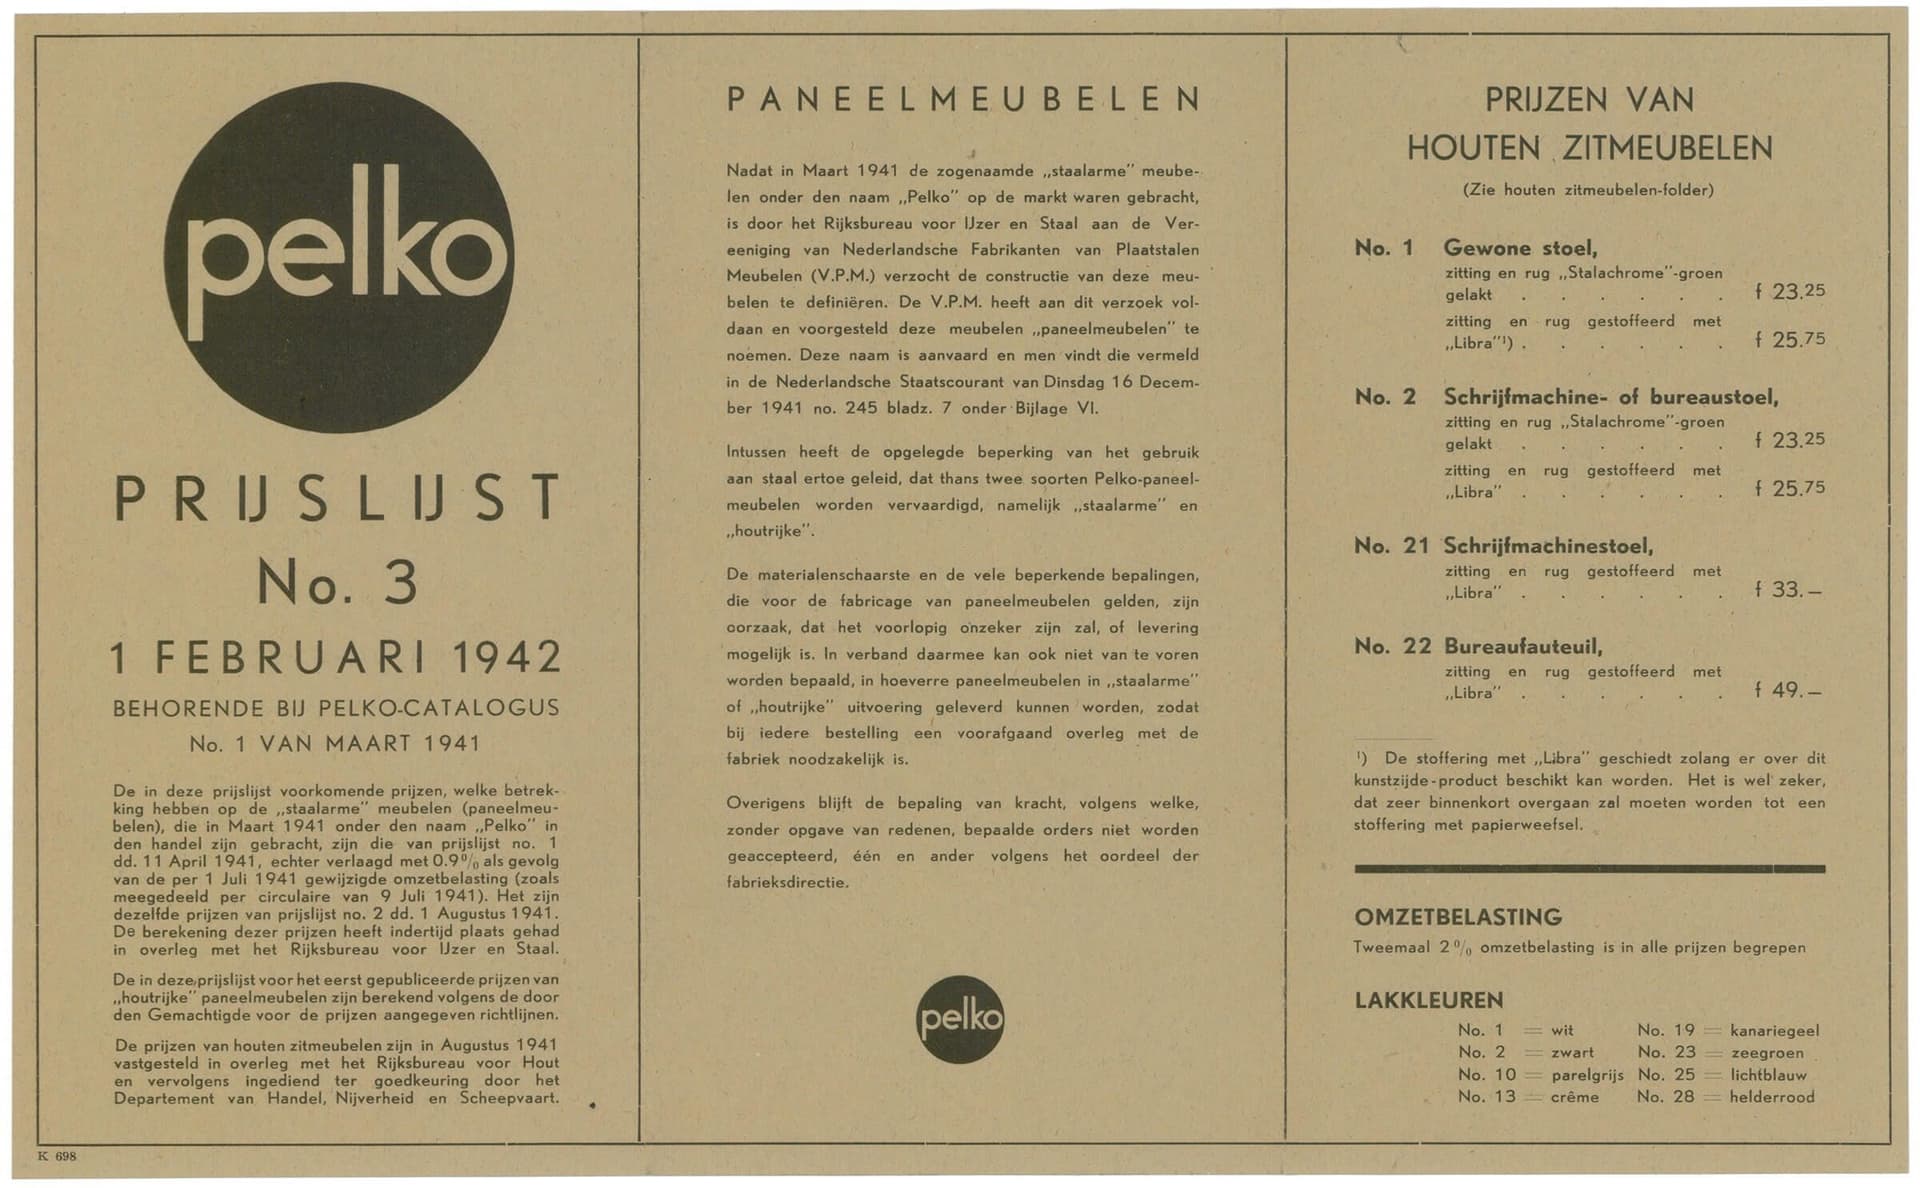 pelko
PRIJSLIJST
No. 3
1 FEBRUARI 1942
BEHORENDE BIJ PELKO-CATALOGUS
No. 1 VAN MAART 1941
De in deze prijslijst voorkomende prijzen, welke betrek-
king hebben op de „staalarme” meubelen (paneelmeu-
belen), die in Maart 1941 onder den naam „Pelko” in
den handel zijn gebracht, zijn die van prijslijst no. 1
dd. 11 April 1941, echter verlaagd met 0.9% als gevolg
van de per 1 Juli 1941 gewijzigde omzetbelasting (zoals
meegedeeld per circulaire van 9 Juli 1941). Het zijn
dezelfde prijzen van prijslijst no. 2 dd. 1 Augustus 1941.
De berekening dezer prijzen heeft indertijd plaats gehad
in overleg met het Rijksbureau voor IJzer en Staal.
De in deze prijslijst voor het eerst gepubliceerde prijzen van
„houtrijke” paneelmeubelen zijn berekend volgens de door
den Gemachtigde voor de prijzen aangegeven richtlijnen.
De prijzen van houten zitmeubelen zijn in Augustus 1941
vastgesteld in overleg met het Rijksbureau voor Hout
en vervolgens ingediend ter goedkeuring door het
Departement van Handel, Nijverheid en Scheepvaart.
K 698
PANEELMEUBELEN
Nadat in Maart 1941 de zogenaamde „staalarme” meube-
len onder den naam „Pelko” op de markt waren gebracht,
is door het Rijksbureau voor IJzer en Staal aan de Ver-
eeniging van Nederlandsche Fabrikanten van Plaatstalen
Meubelen (V.P.M.) verzocht de constructie van deze meu-
belen te definiëren. De V.P.M. heeft aan dit verzoek vol-
daan en voorgesteld deze meubelen „paneelmeubelen” te
noemen. Deze naam is aanvaard en men vindt die vermeld
in de Nederlandsche Staatscourant van Dinsdag 16 Decem-
ber 1941 no. 245 bladz. 7 onder Bijlage VI.
Intussen heeft de opgelegde beperking van het gebruik
aan staal ertoe geleid, dat thans twee soorten Pelko-paneel-
meubelen worden vervaardigd, namelijk „staalarme” en
„houtrijke”.
De materialenschaarste en de vele beperkende bepalingen,
die voor de fabricage van paneelmeubelen gelden, zijn
oorzaak, dat het voorlopig onzeker zijn zal, of levering
mogelijk is. In verband daarmee kan ook niet van te voren
worden bepaald, in hoeverre paneelmeubelen in „staalarme”
of „houtrijke” uitvoering geleverd kunnen worden, zodat
bij iedere bestelling een voorafgaand overleg met de
fabriek noodzakelijk is.
Overigens blijft de bepaling van kracht, volgens welke,
zonder opgave van redenen, bepaalde orders niet worden
geaccepteerd, één en ander volgens het oordeel der
fabrieksdirectie.
pelko
PRIJZEN VAN
HOUTEN ZITMEUBELEN
(Zie houten zitmeubelen-folder)
No. 1 Gewone stoel,
zitting en rug „Stalachrome”-groen
gelakt . . . . . . f 23.25
zitting en rug gestoffeerd met
„Libra”¹) . . . . . . f 25.75
No. 2 Schrijfmachine- of bureaustoel,
zitting en rug „Stalachrome”-groen
gelakt . . . . . . f 23.25
zitting en rug gestoffeerd met
„Libra” . . . . . . f 25.75
No. 21 Schrijfmachinestoel,
zitting en rug gestoffeerd met
„Libra” . . . . . . f 33.—
No. 22 Bureaufauteuil,
zitting en rug gestoffeerd met
„Libra” . . . . . . f 49.—
¹) De stoffering met „Libra” geschiedt zolang er over dit
kunstzijde-product beschikt kan worden. Het is wel zeker,
dat zeer binnenkort overgaan zal moeten worden tot een
stoffering met papierweefsel.
OMZETBELASTING
Tweemaal 2% omzetbelasting is in alle prijzen begrepen
LAKKLEUREN
No. 1 = wit No. 19 = kanariegeel
No. 2 = zwart No. 23 = zeegroen
No. 10 = parelgrijs No. 25 = lichtblauw
No. 13 = crême No. 28 = helderrood